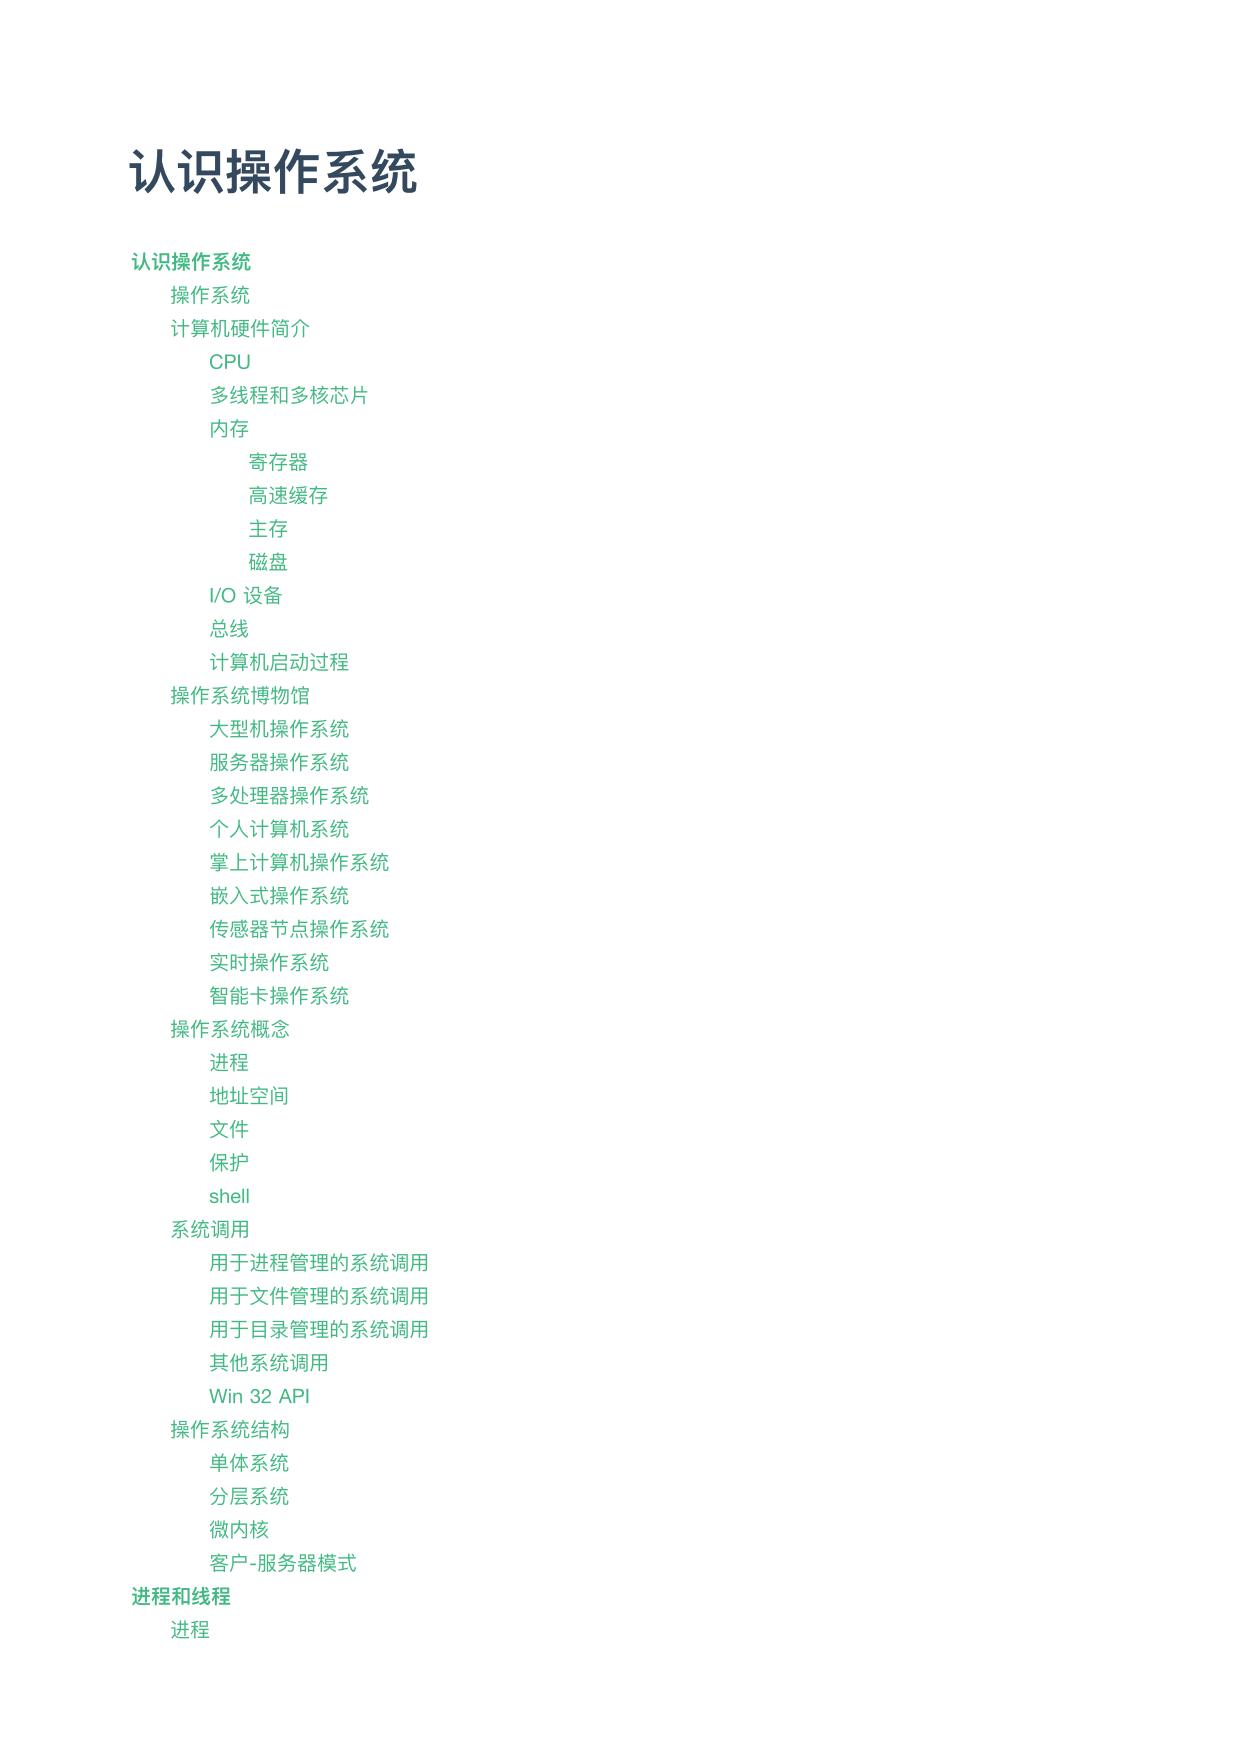 认识操作系统
认识操作系统
操作系统
计算机硬件简介
CPU
多线程和多核芯片
内存
寄存器
高速缓存
主存
磁盘
I/O 设备
总线
计算机启动过程
操作系统博物馆
大型机操作系统
服务器操作系统
多处理器操作系统
个人计算机系统
掌上计算机操作系统
嵌入式操作系统
传感器节点操作系统
实时操作系统
智能卡操作系统
操作系统概念
进程
地址空间
文件
保护
shell
系统调用
用于进程管理的系统调用
用于文件管理的系统调用
用于目录管理的系统调用
其他系统调用
Win 32 API
操作系统结构
单体系统
分层系统
微内核
客户-服务器模式
进程和线程
进程